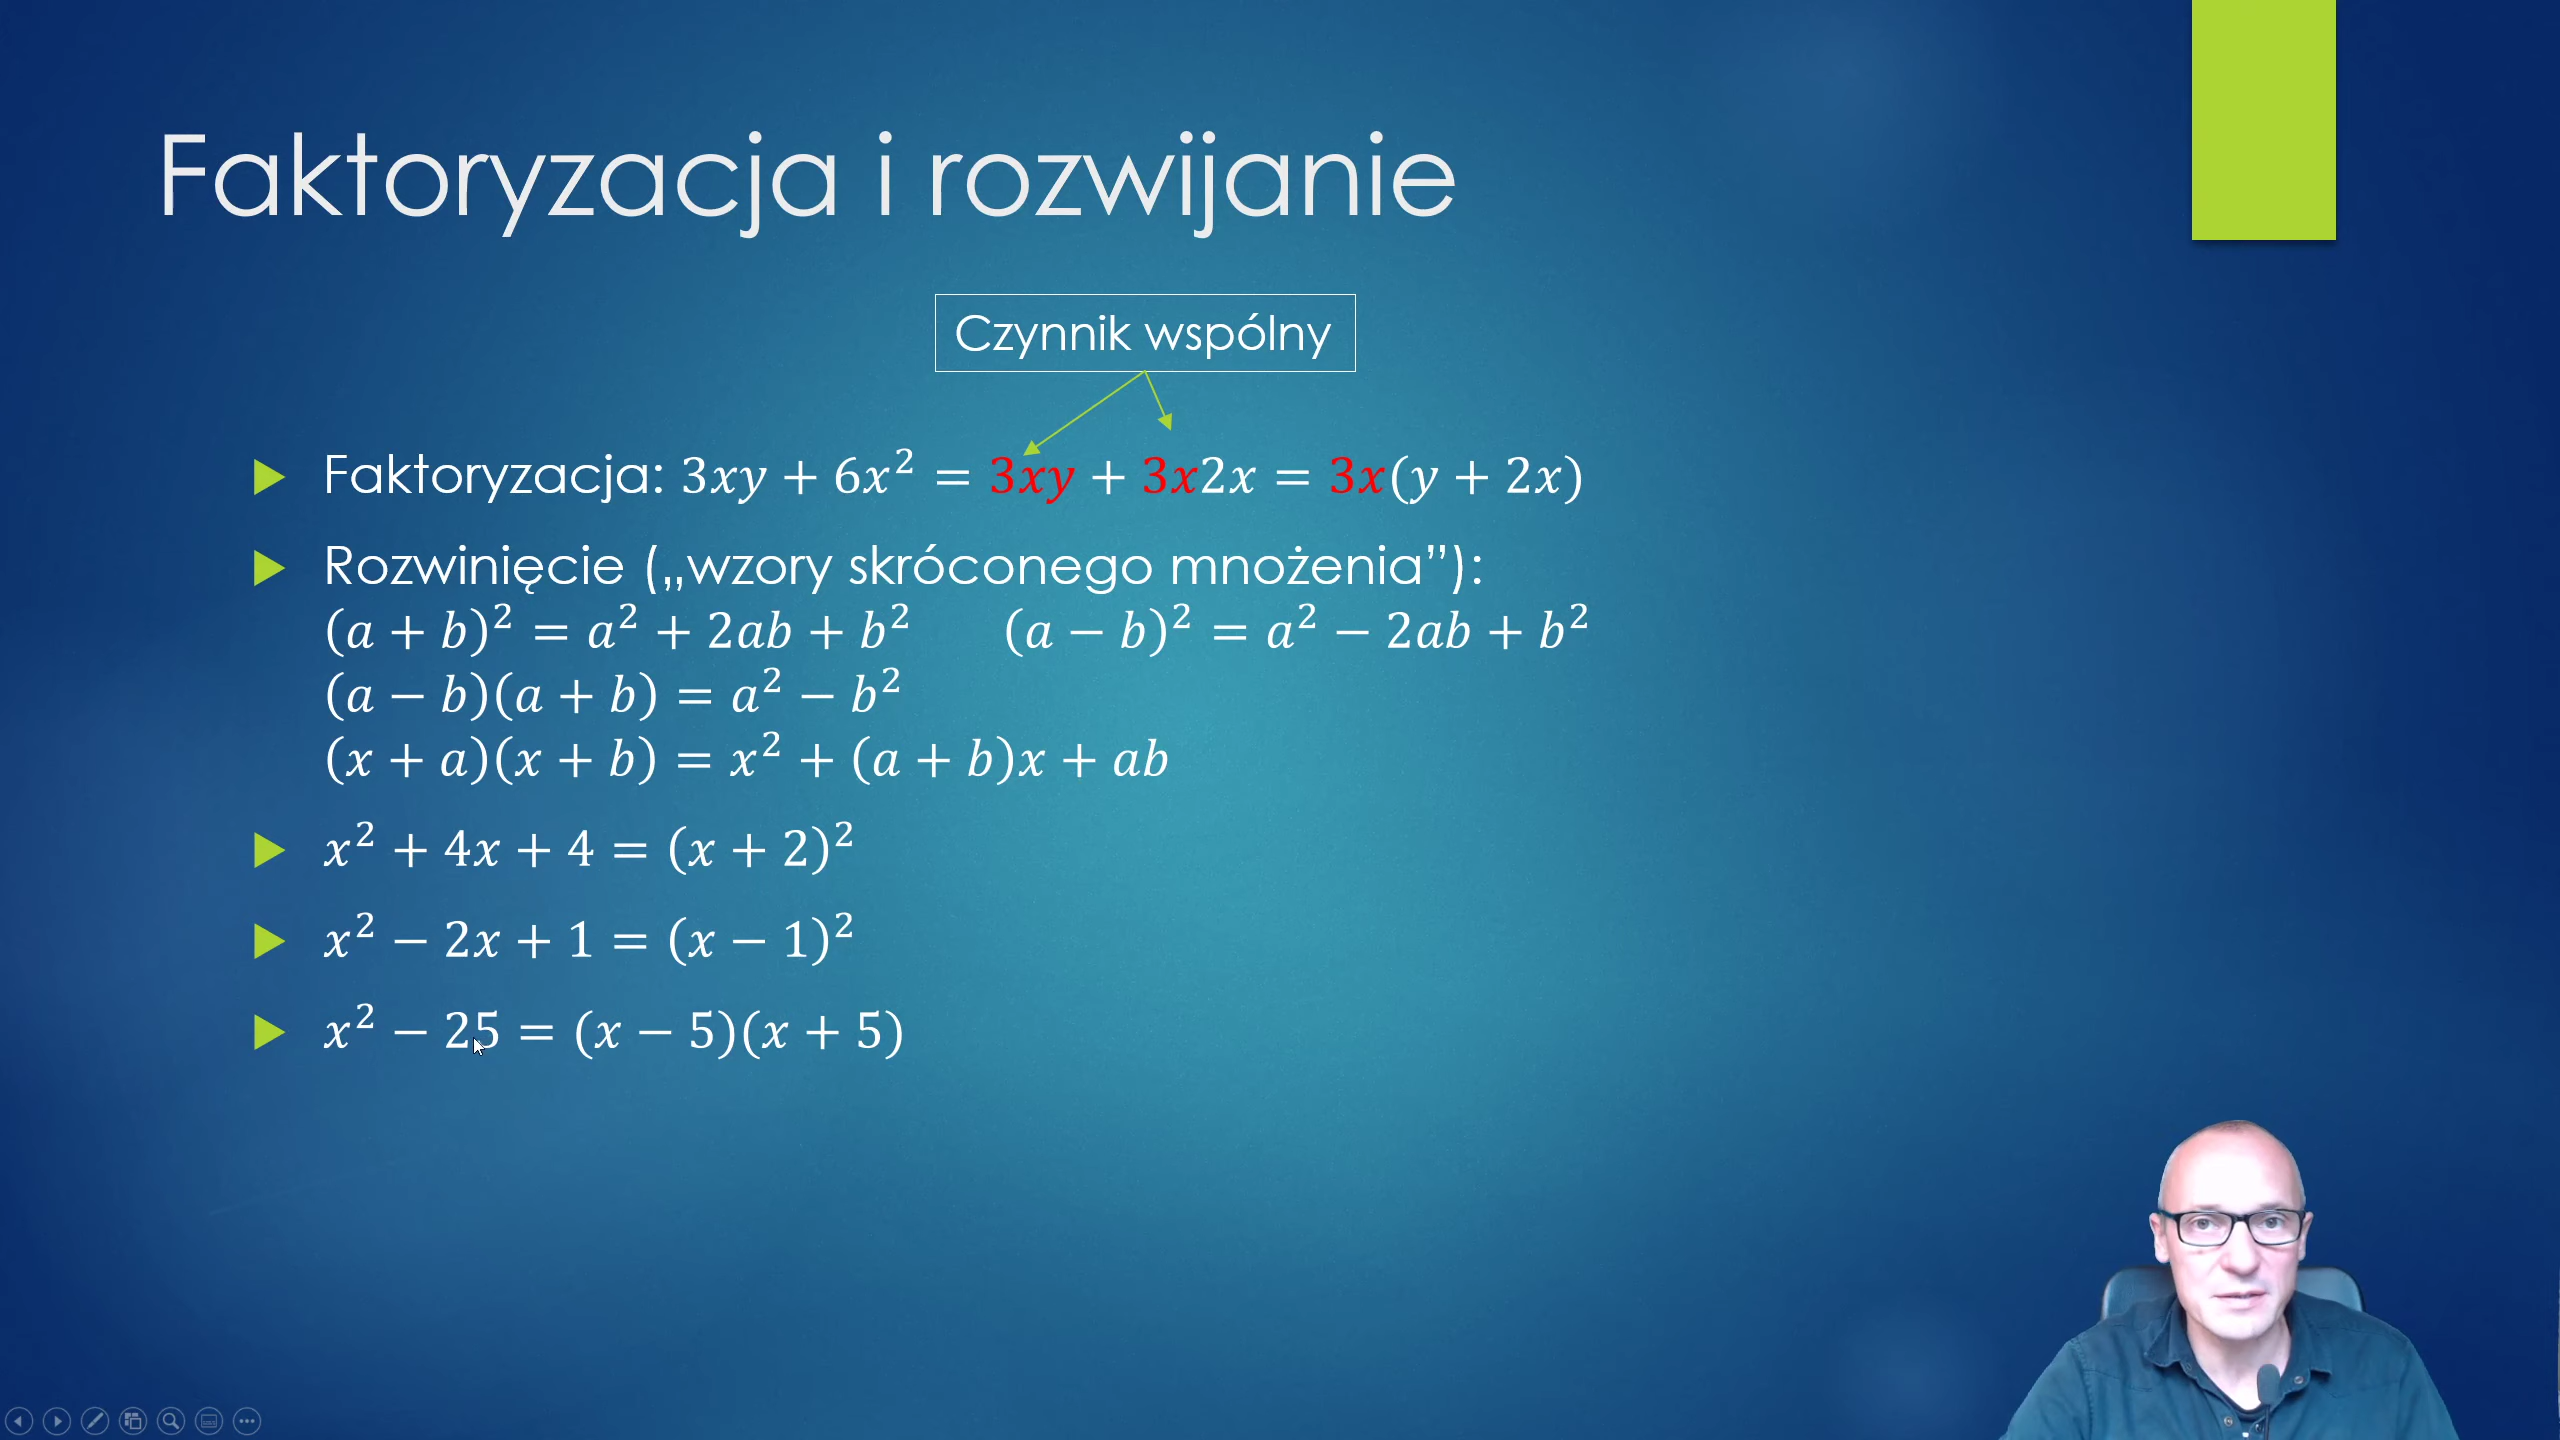 Faktoryzacja i rozwijanie
Czynnik wspólny
Faktoryzacja: 3xy + 6x² = 3xy + 3x2x = 3x(y + 2x)
Rozwinięcie („wzory skróconego mnożenia”):
(a + b)² = a² + 2ab + b² (a − b)² = a² − 2ab + b²
(a − b)(a + b) = a² − b²
(x + a)(x + b) = x² + (a + b)x + ab
x² + 4x + 4 = (x + 2)²
x² − 2x + 1 = (x − 1)²
x² − 25 = (x − 5)(x + 5)